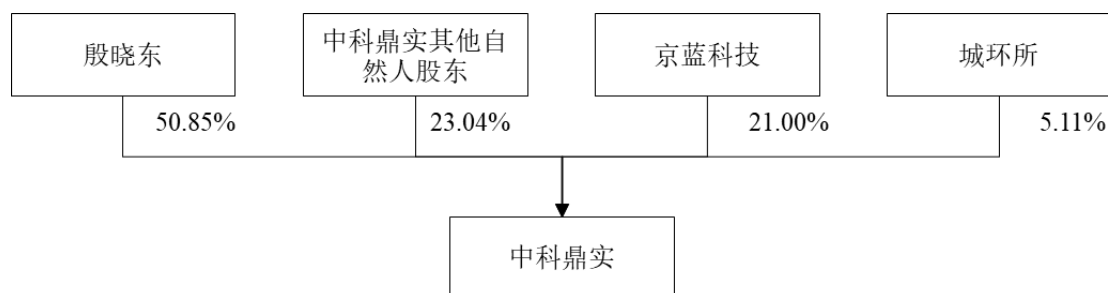 殷晓东
中科鼎实其他自
然人股东
京蓝科技
城环所
50.85%
23.04%
21.00%
5.11%
中科鼎实